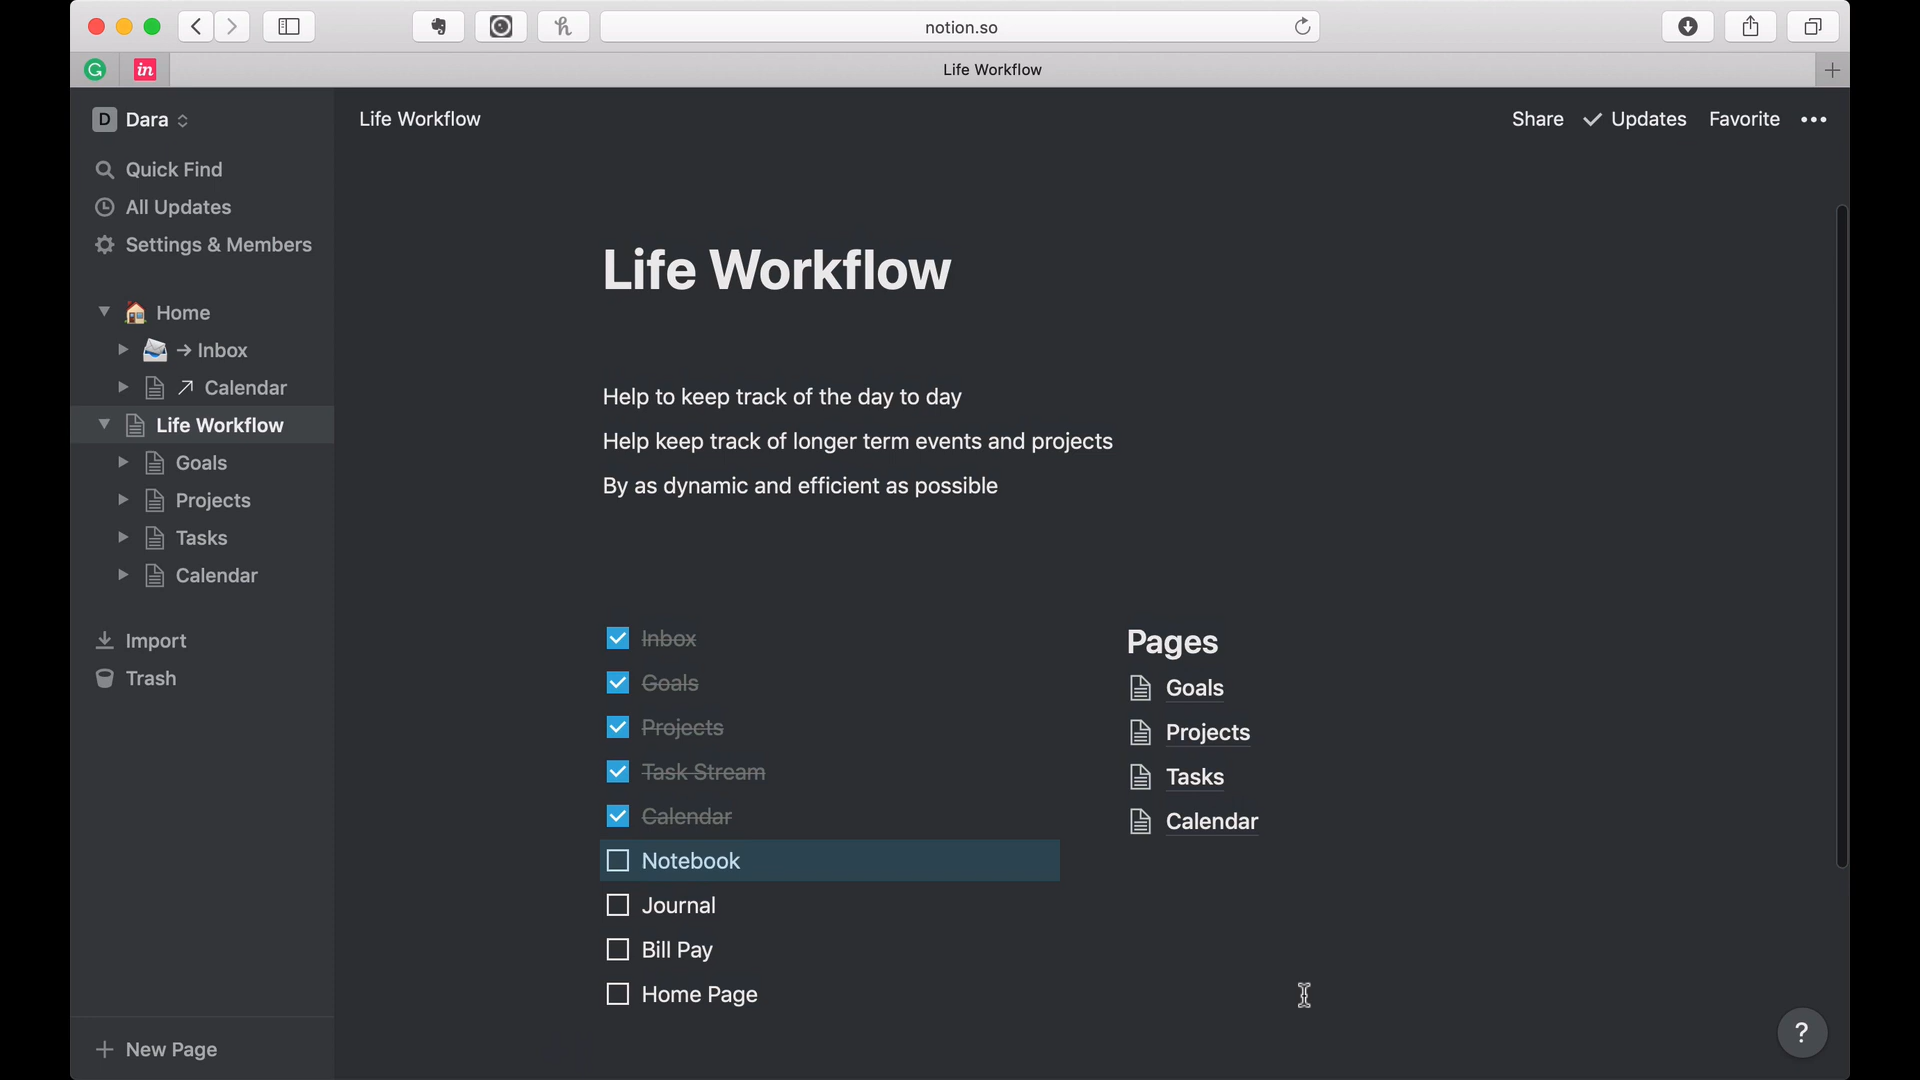 notion.so
G
in
Life Workflow
D Dara
Life Workflow
Share
Updates
Favorite
Quick Find
All Updates
Settings & Members
Home
→ Inbox
↗ Calendar
Life Workflow
Goals
Projects
Tasks
Calendar
Import
Trash
New Page
Life Workflow
Help to keep track of the day to day
Help keep track of longer term events and projects
By as dynamic and efficient as possible
Inbox
Goals
Projects
Task Stream
Calendar
Notebook
Journal
Bill Pay
Home Page
Pages
Goals
Projects
Tasks
Calendar
?